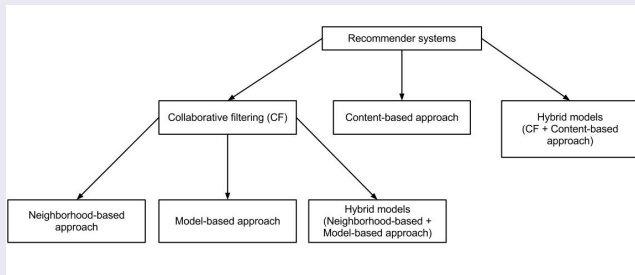 Recommender systems
Collaborative filtering (CF)
Content-based approach
Hybrid models
(CF + Content-based
approach)
Neighborhood-based
approach
Model-based approach
Hybrid models
(Neighborhood-based +
Model-based approach)